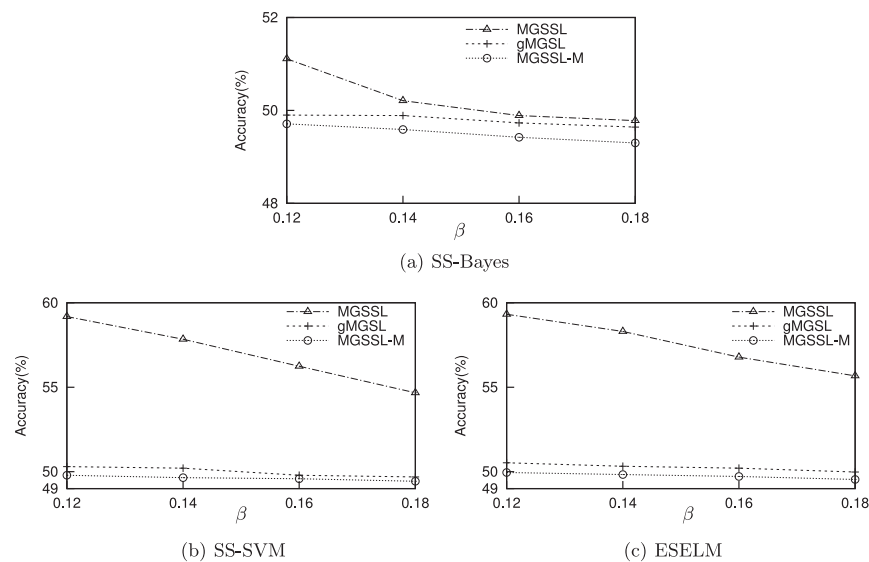 52
50
48
Accuracy(%)
MGSSL
gMGSL
MGSSL-M
0.12 0.14 0.16 0.18
β
(a) SS-Bayes
60
55
50
49
Accuracy(%)
MGSSL
gMGSL
MGSSL-M
0.12 0.14 0.16 0.18
β
(b) SS-SVM
60
55
50
49
Accuracy(%)
MGSSL
gMGSL
MGSSL-M
0.12 0.14 0.16 0.18
β
(c) ESELM